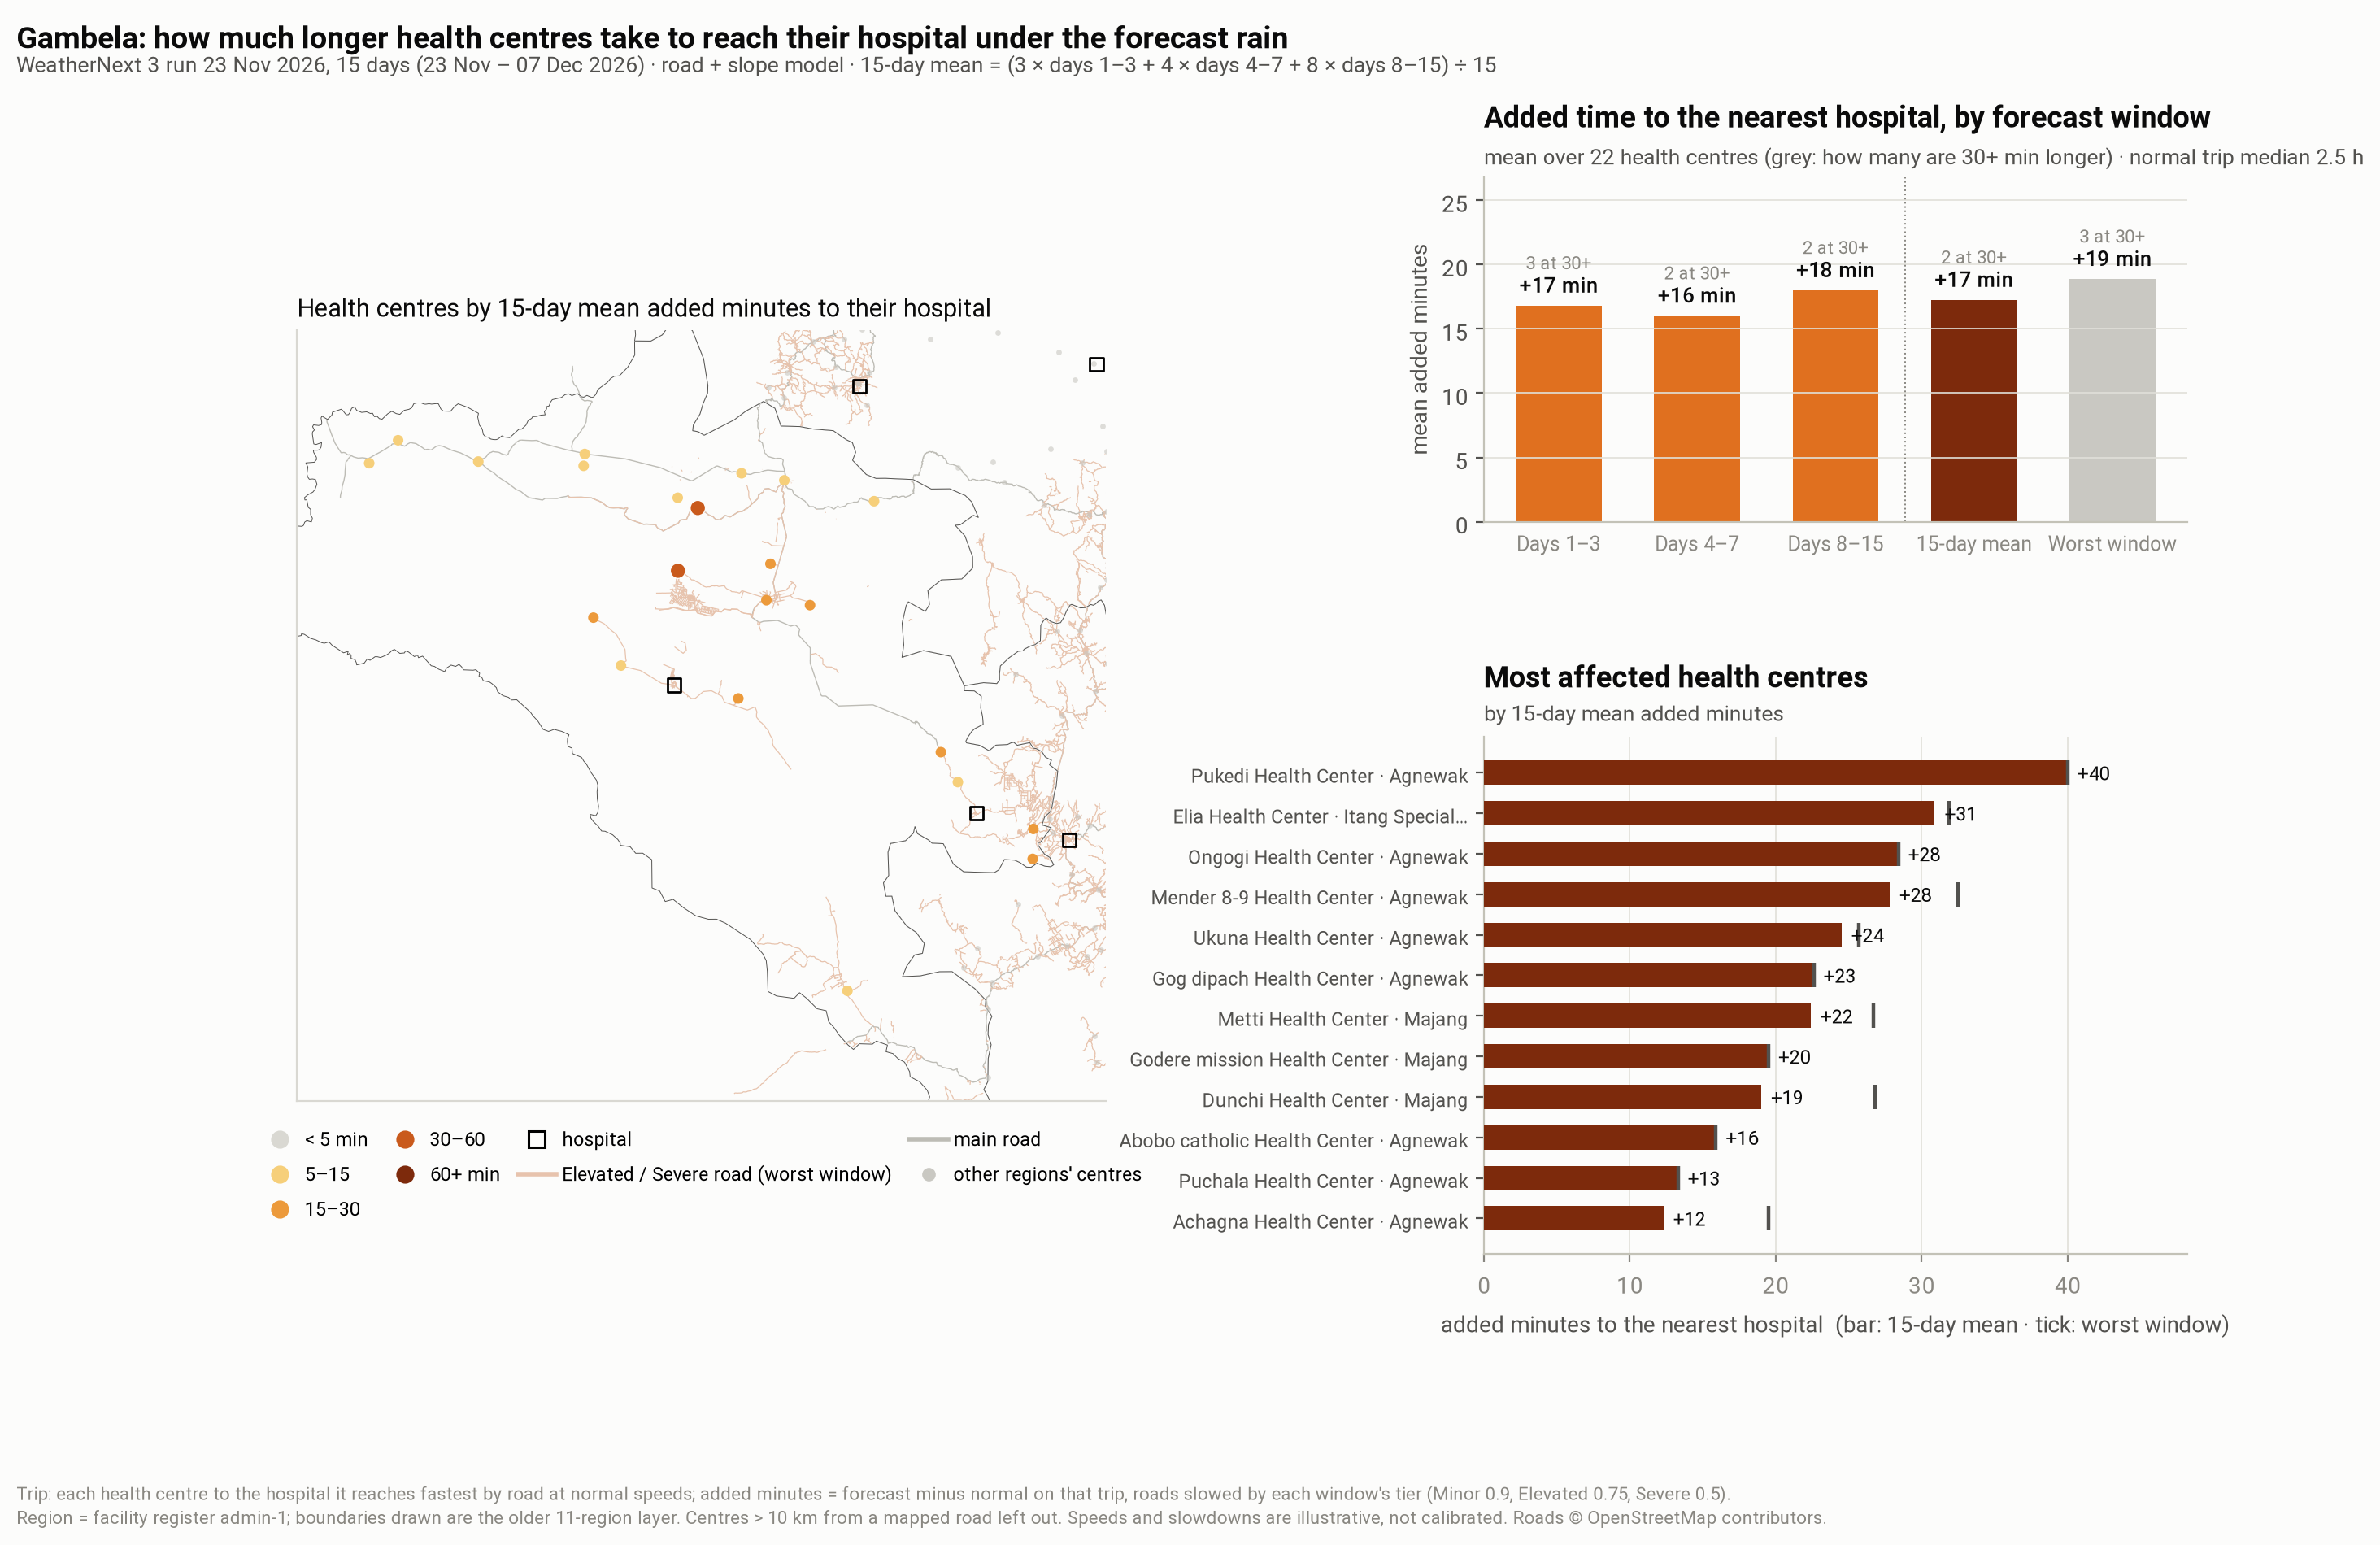 Gambela: how much longer health centres take to reach their hospital under the forecast rain
WeatherNext 3 run 23 Nov 2026, 15 days (23 Nov – 07 Dec 2026) · road + slope model · 15-day mean = (3 × days 1–3 + 4 × days 4–7 + 8 × days 8–15) ÷ 15
Health centres by 15-day mean added minutes to their hospital
< 5 min
5–15
15–30
30–60
60+ min
hospital
Elevated / Severe road (worst window)
main road
other regions' centres
Added time to the nearest hospital, by forecast window
mean over 22 health centres (grey: how many are 30+ min longer) · normal trip median 2.5 h
mean added minutes
25
20
15
10
5
0
3 at 30+
+17 min
2 at 30+
+16 min
2 at 30+
+18 min
2 at 30+
+17 min
3 at 30+
+19 min
Days 1–3
Days 4–7
Days 8–15
15-day mean
Worst window
Most affected health centres
by 15-day mean added minutes
Pukedi Health Center · Agnewak
+40
Elia Health Center · Itang Special...
+31
Ongogi Health Center · Agnewak
+28
Mender 8-9 Health Center · Agnewak
+28
Ukuna Health Center · Agnewak
+24
Gog dipach Health Center · Agnewak
+23
Metti Health Center · Majang
+22
Godere mission Health Center · Majang
+20
Dunchi Health Center · Majang
+19
Abobo catholic Health Center · Agnewak
+16
Puchala Health Center · Agnewak
+13
Achagna Health Center · Agnewak
+12
0
10
20
30
40
added minutes to the nearest hospital (bar: 15-day mean · tick: worst window)
Trip: each health centre to the hospital it reaches fastest by road at normal speeds; added minutes = forecast minus normal on that trip, roads slowed by each window's tier (Minor 0.9, Elevated 0.75, Severe 0.5).
Region = facility register admin-1; boundaries drawn are the older 11-region layer. Centres > 10 km from a mapped road left out. Speeds and slowdowns are illustrative, not calibrated. Roads © OpenStreetMap contributors.